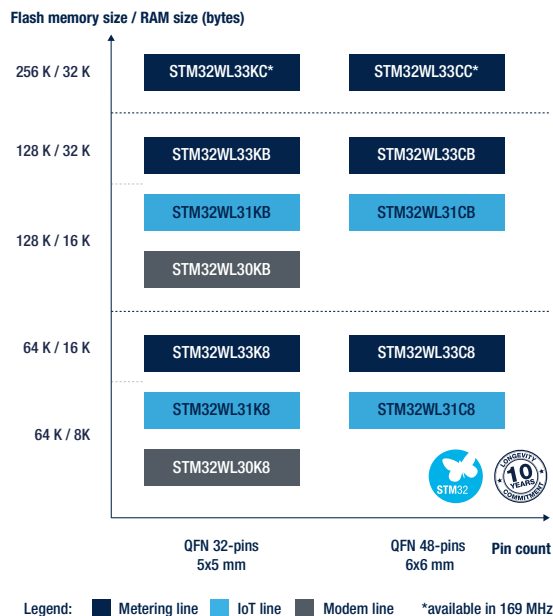 Flash memory size / RAM size (bytes)
256 K / 32 K
STM32WL33KC*
STM32WL33CC*
128 K / 32 K
STM32WL33KB
STM32WL33CB
STM32WL31KB
STM32WL31CB
128 K / 16 K
STM32WL30KB
64 K / 16 K
STM32WL33K8
STM32WL33C8
STM32WL31K8
STM32WL31C8
64 K / 8K
STM32WL30K8
STM32
LONGEVITY
10
YEARS
COMMITMENT
QFN 32-pins
5x5 mm
QFN 48-pins
6x6 mm
Pin count
Legend: Metering line IoT line Modem line *available in 169 MHz